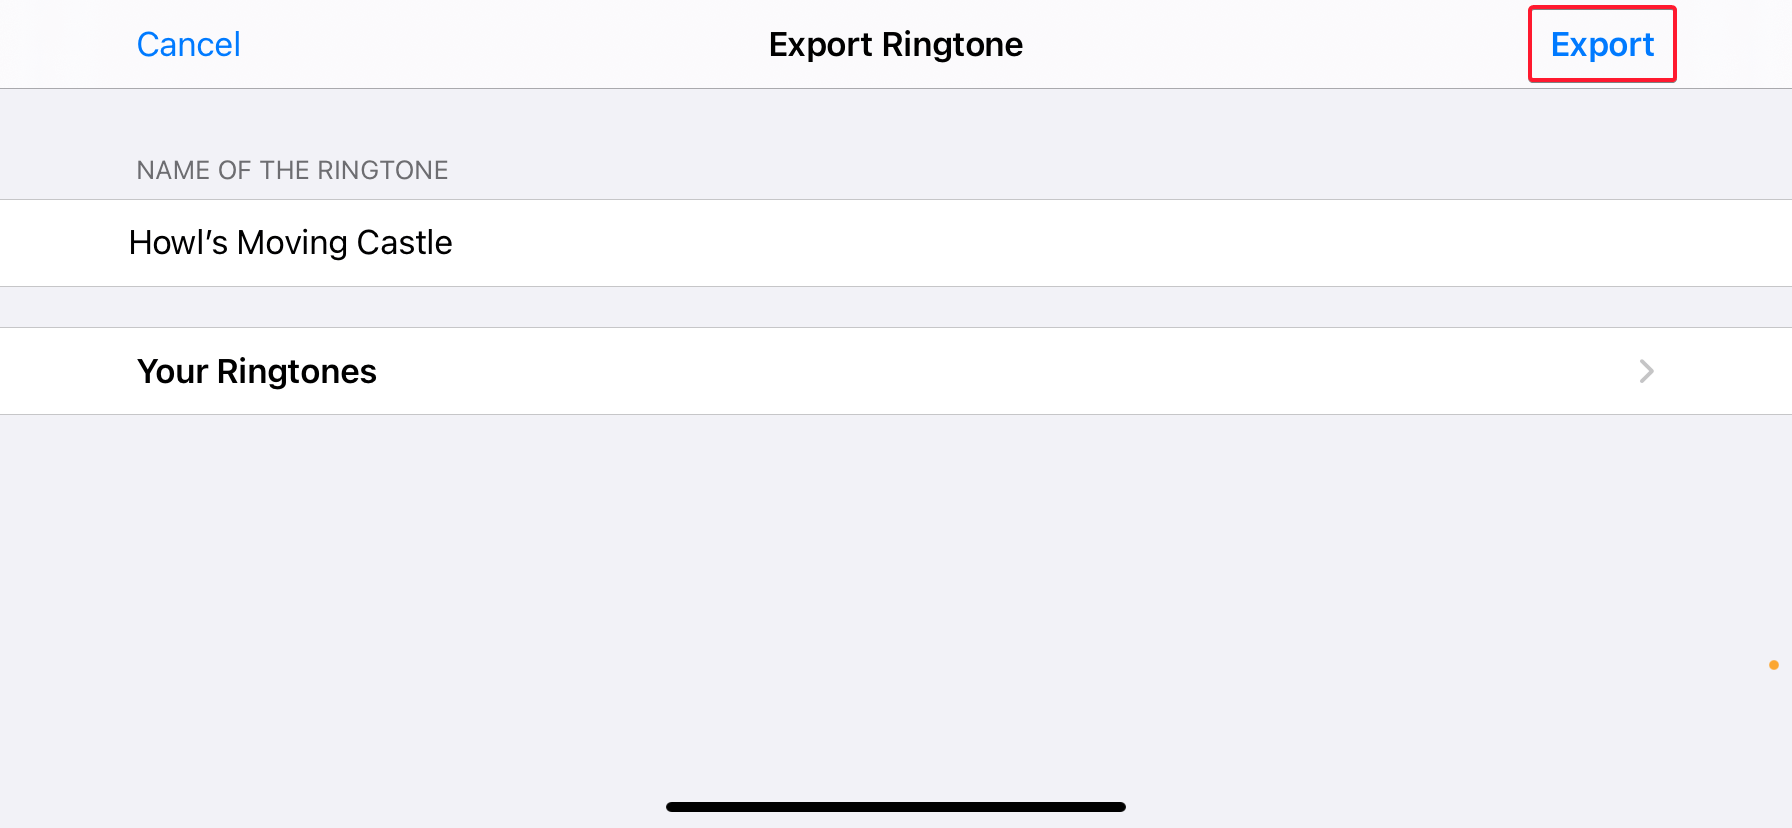 Cancel
Export Ringtone
Export
NAME OF THE RINGTONE
Howl’s Moving Castle
Your Ringtones